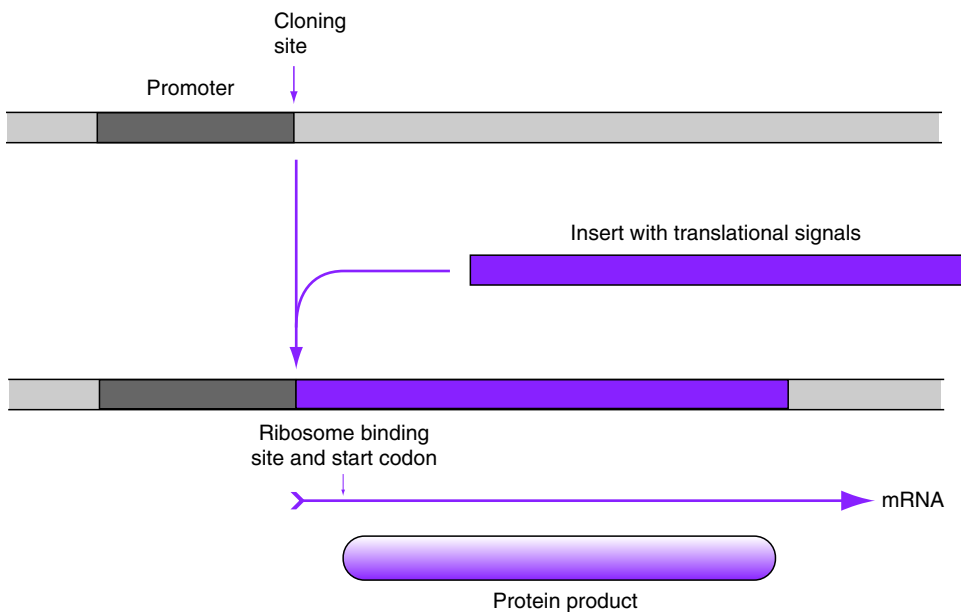 Cloning
site
Promoter
Insert with translational signals
Ribosome binding
site and start codon
mRNA
Protein product